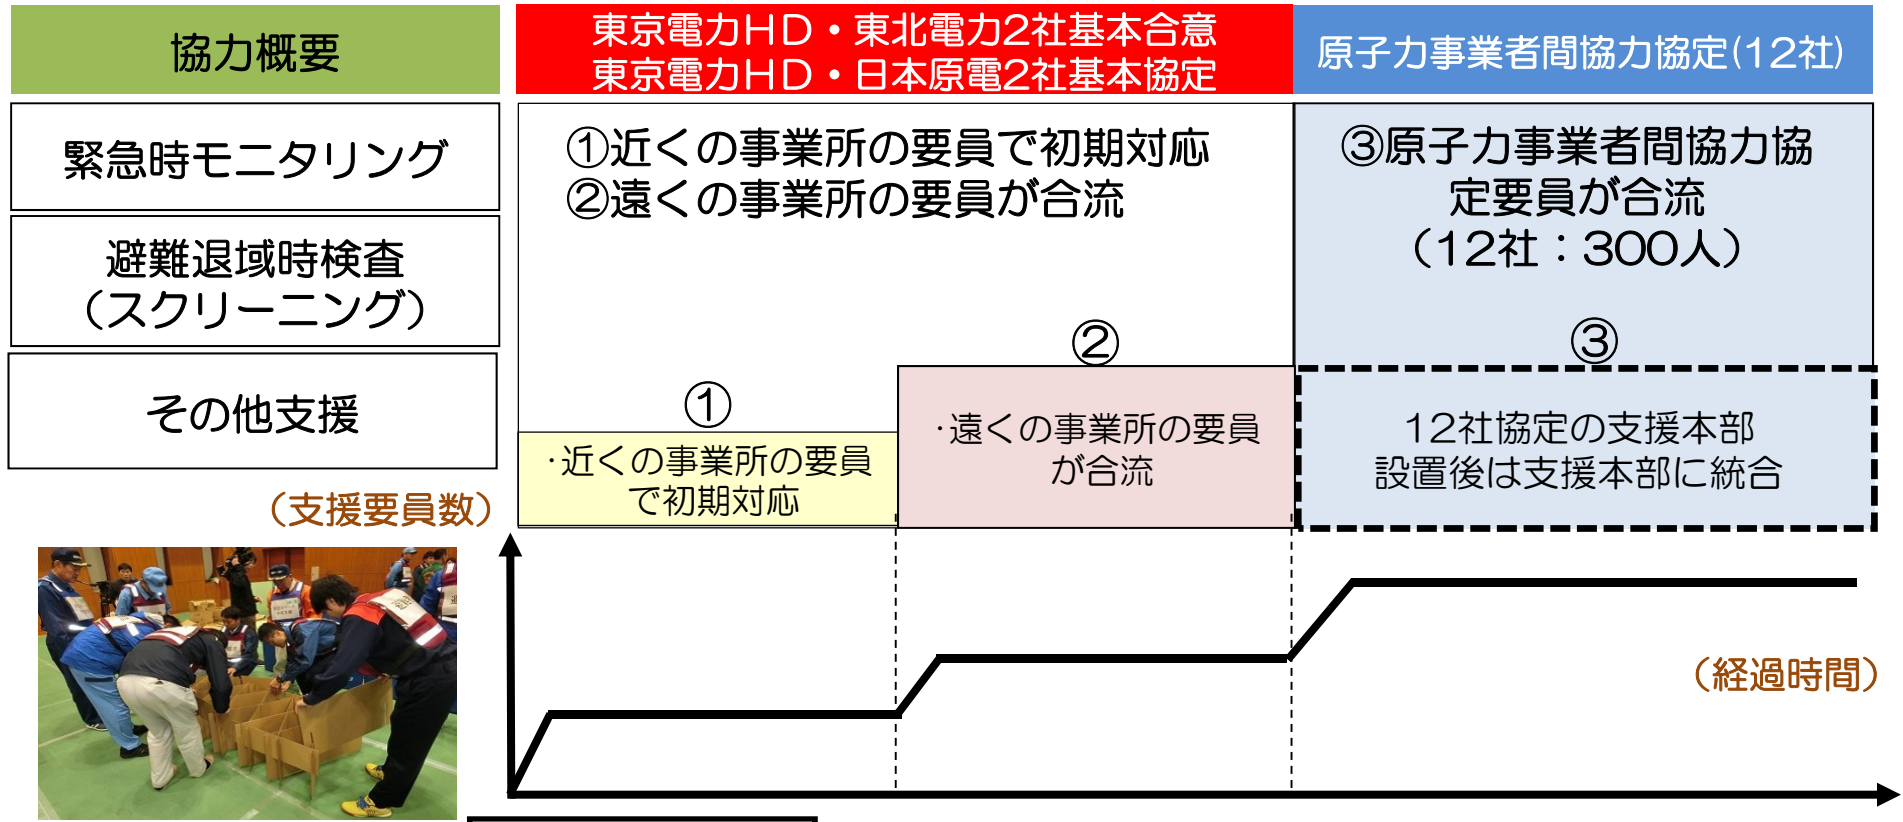 協力概要
東京電力HD・東北電力2社基本合意
東京電力HD・日本原電2社基本協定
原子力事業者間協力協定(12社)
緊急時モニタリング
避難退域時検査
（スクリーニング）
その他支援
①近くの事業所の要員で初期対応
②遠くの事業所の要員が合流
③原子力事業者間協力協
定要員が合流
（12社：300人）
①
・近くの事業所の要員
で初期対応
②
・遠くの事業所の要員
が合流
③
12社協定の支援本部
設置後は支援本部に統合
（支援要員数）
（経過時間）